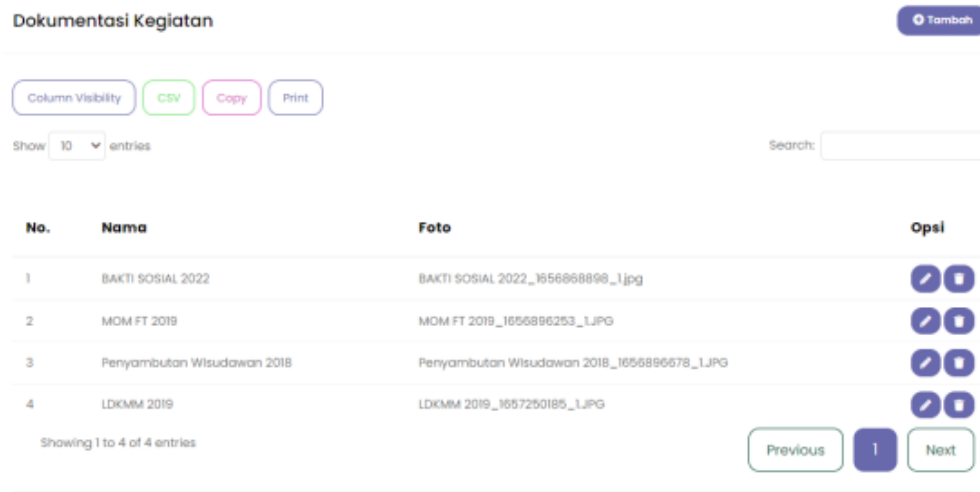 Dokumentasi Kegiatan Tambah
Column Visibility CSV Copy Print
Show 10 entries Search:
No. Nama Foto Opsi
1 BAKTI SOSIAL 2022 BAKTI SOSIAL 2022_1656868898_1.jpg
2 MOM FT 2019 MOM FT 2019_1656896253_1.JPG
3 Penyambutan Wisudawan 2018 Penyambutan Wisudawan 2018_1656896678_1.JPG
4 LDKMM 2019 LDKMM 2019_1657250185_1.JPG
Showing 1 to 4 of 4 entries Previous 1 Next